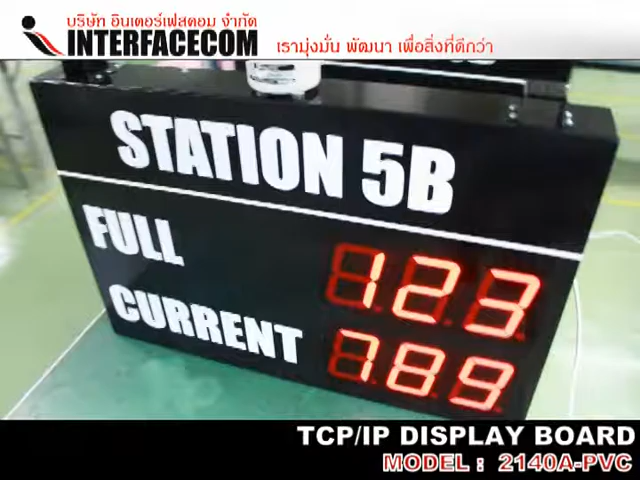 บริษัท อินเตอร์เฟสคอม จำกัด
INTERFACECOM
เรามุ่งมั่น พัฒนา เพื่อสิ่งที่ดีกว่า
STATION 5B
FULL 123
CURRENT 789
TCP/IP DISPLAY BOARD
MODEL : 2140A-PVC